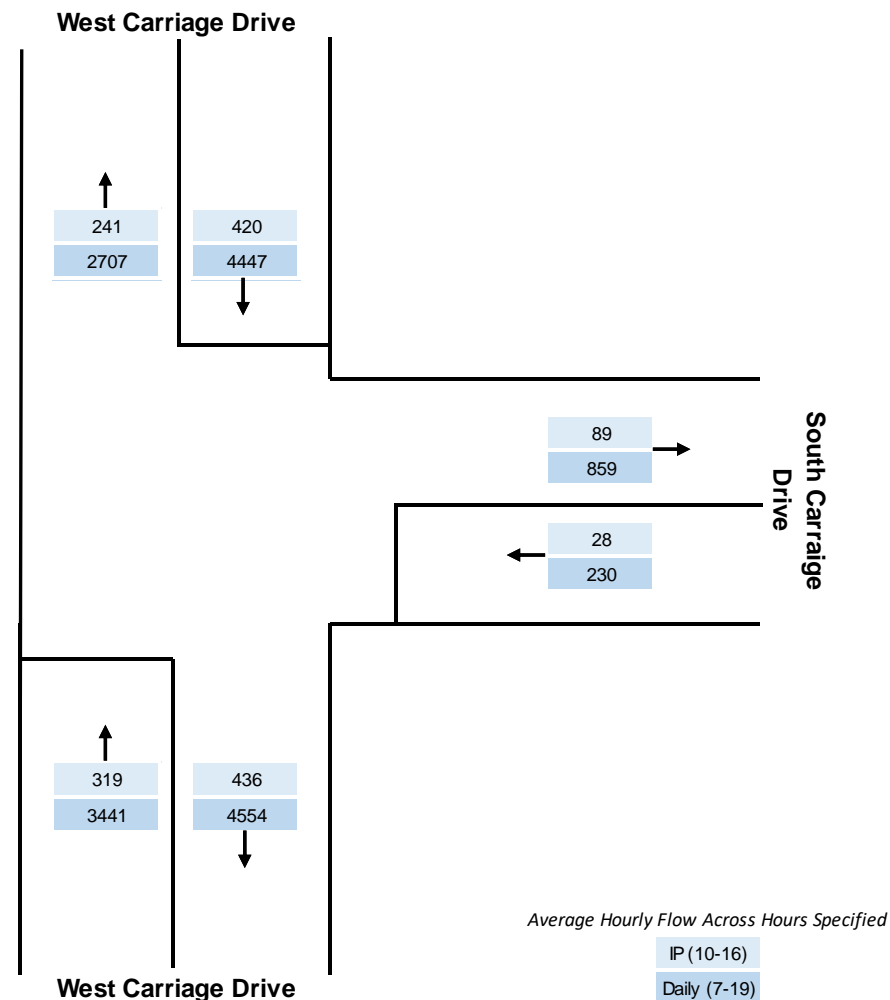 West Carriage Drive
241
420
2707
4447
89
859
South Carraige
Drive
28
230
319
436
3441
4554
Average Hourly Flow Across Hours Specified
IP (10-16)
West Carriage Drive
Daily (7-19)